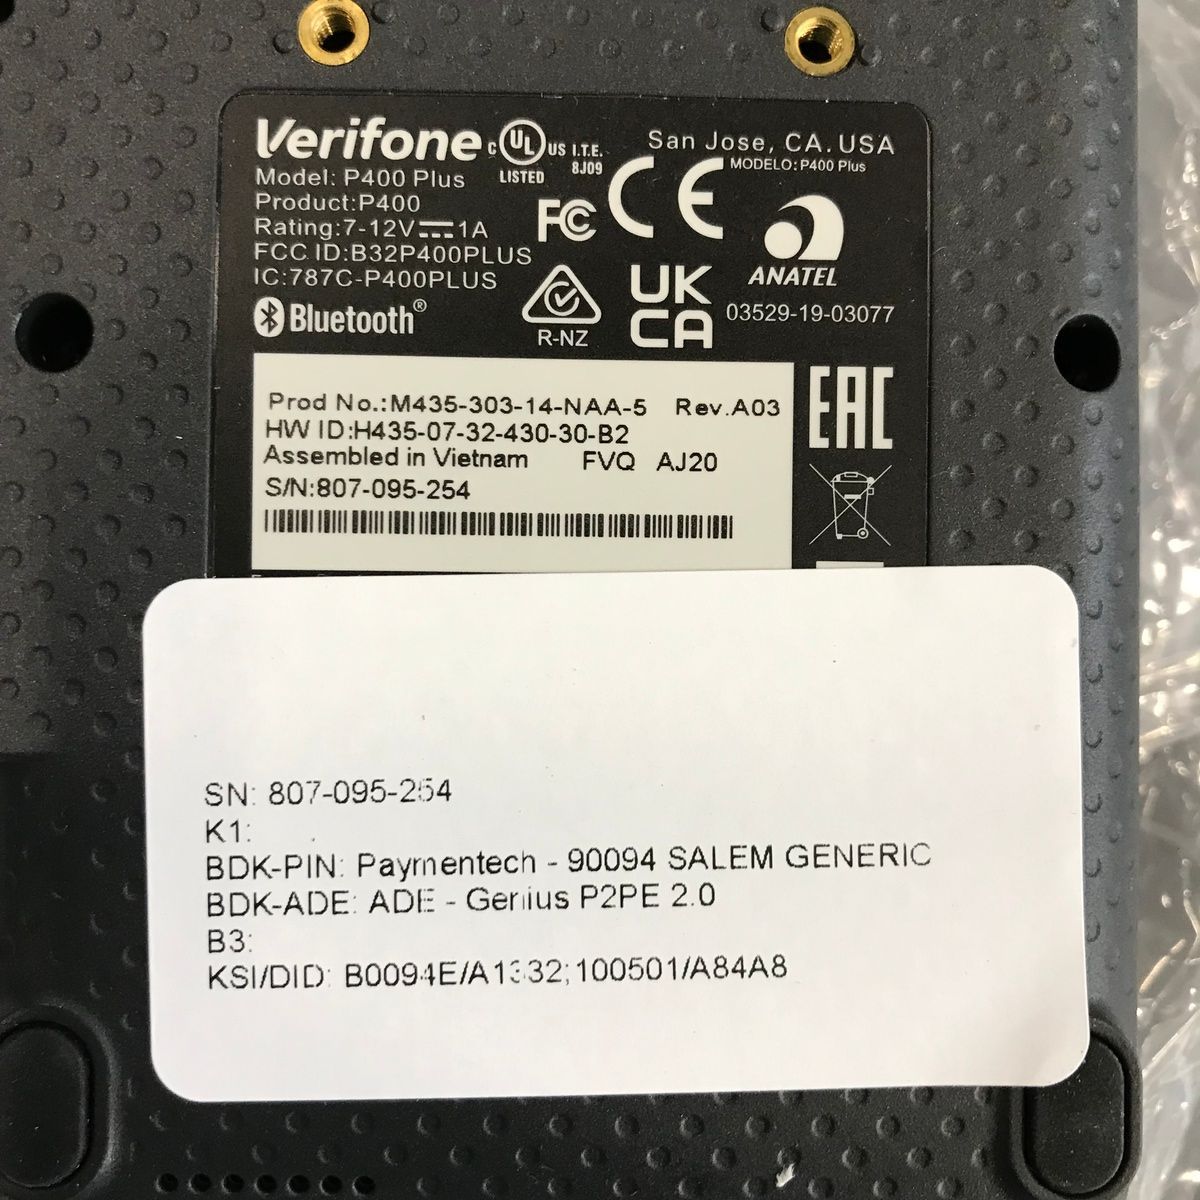 Verifone
C UL US LISTED
I.T.E. 8J09
San Jose, CA. USA
Model: P400 Plus
MODELO: P400 Plus
Product:P400
Rating:7-12V 1A
FCC ID:B32P400PLUS
IC:787C-P400PLUS
FC
CE
ANATEL
03529-19-03077
Bluetooth®
R-NZ
UK
CA
Prod No.:M435-303-14-NAA-5 Rev.A03
HW ID:H435-07-32-430-30-B2
Assembled in Vietnam FVQ AJ20
S/N:807-095-254
EAC
SN: 807-095-254
K1:
BDK-PIN: Paymentech - 90094 SALEM GENERIC
BDK-ADE: ADE - Genius P2PE 2.0
B3:
KSI/DID: B0094E/A1332;100501/A84A8